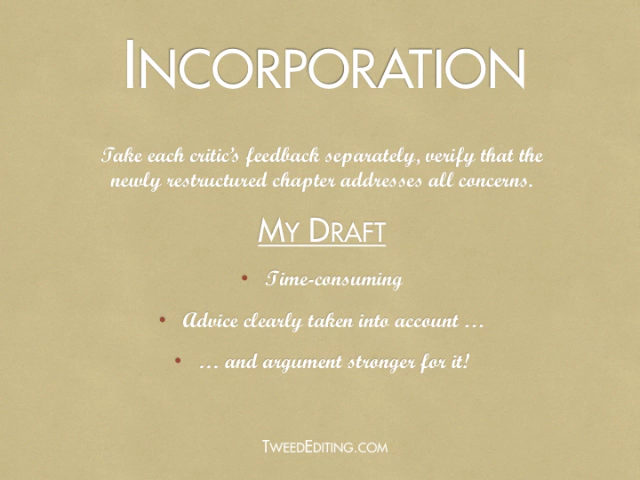 Incorporation
Take each critic's feedback separately, verify that the
newly restructured chapter addresses all concerns.
My Draft
• Time-consuming
• Advice clearly taken into account …
• … and argument stronger for it!
TweedEditing.com